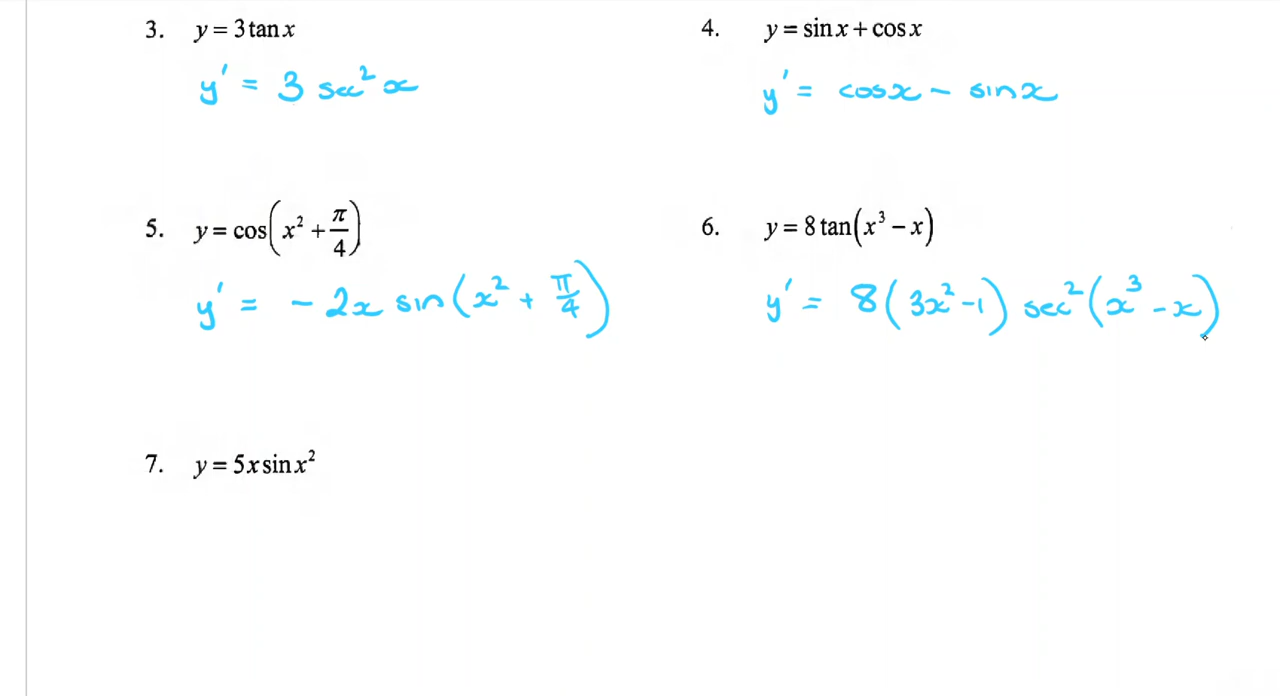 3. y = 3 tan x
y' = 3 sec² x
4. y = sin x + cos x
y' = cos x − sin x
5. y = cos(x² + π/4)
y' = − 2x sin(x² + π/4)
6. y = 8 tan(x³ − x)
y' = 8(3x² − 1) sec²(x³ − x)
7. y = 5x sin x²